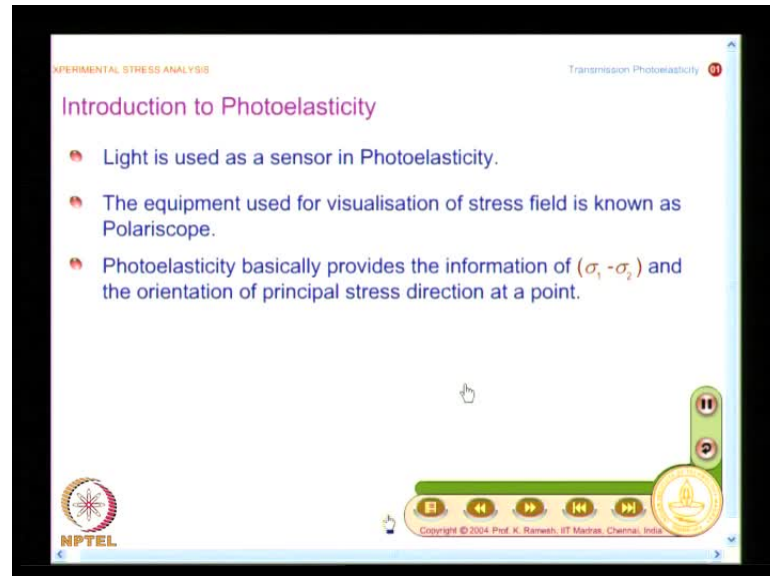 XPERIMENTAL STRESS ANALYSIS
Transmission Photoelasticity 01
Introduction to Photoelasticity
Light is used as a sensor in Photoelasticity.
The equipment used for visualisation of stress field is known as
Polariscope.
Photoelasticity basically provides the information of (σ₁ -σ₂) and
the orientation of principal stress direction at a point.
NPTEL
Copyright © 2004 Prof. K. Ramesh, IIT Madras, Chennai, India